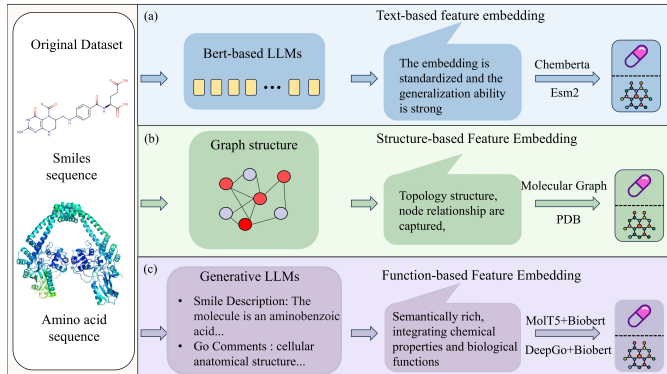 Original Dataset
Smiles
sequence
Amino acid
sequence
(a)
Text-based feature embedding
Bert-based LLMs
The embedding is
standardized and the
generalization ability
is strong
Chemberta
Esm2
(b)
Structure-based Feature Embedding
Graph structure
Topology structure,
node relationship are
captured,
Molecular Graph
PDB
(c)
Function-based Feature Embedding
Generative LLMs
• Smile Description: The
molecule is an aminobenzoic
acid...
• Go Comments : cellular
anatomical structure...
Semantically rich,
integrating chemical
properties and biological
functions
MolT5+Biobert
DeepGo+Biobert